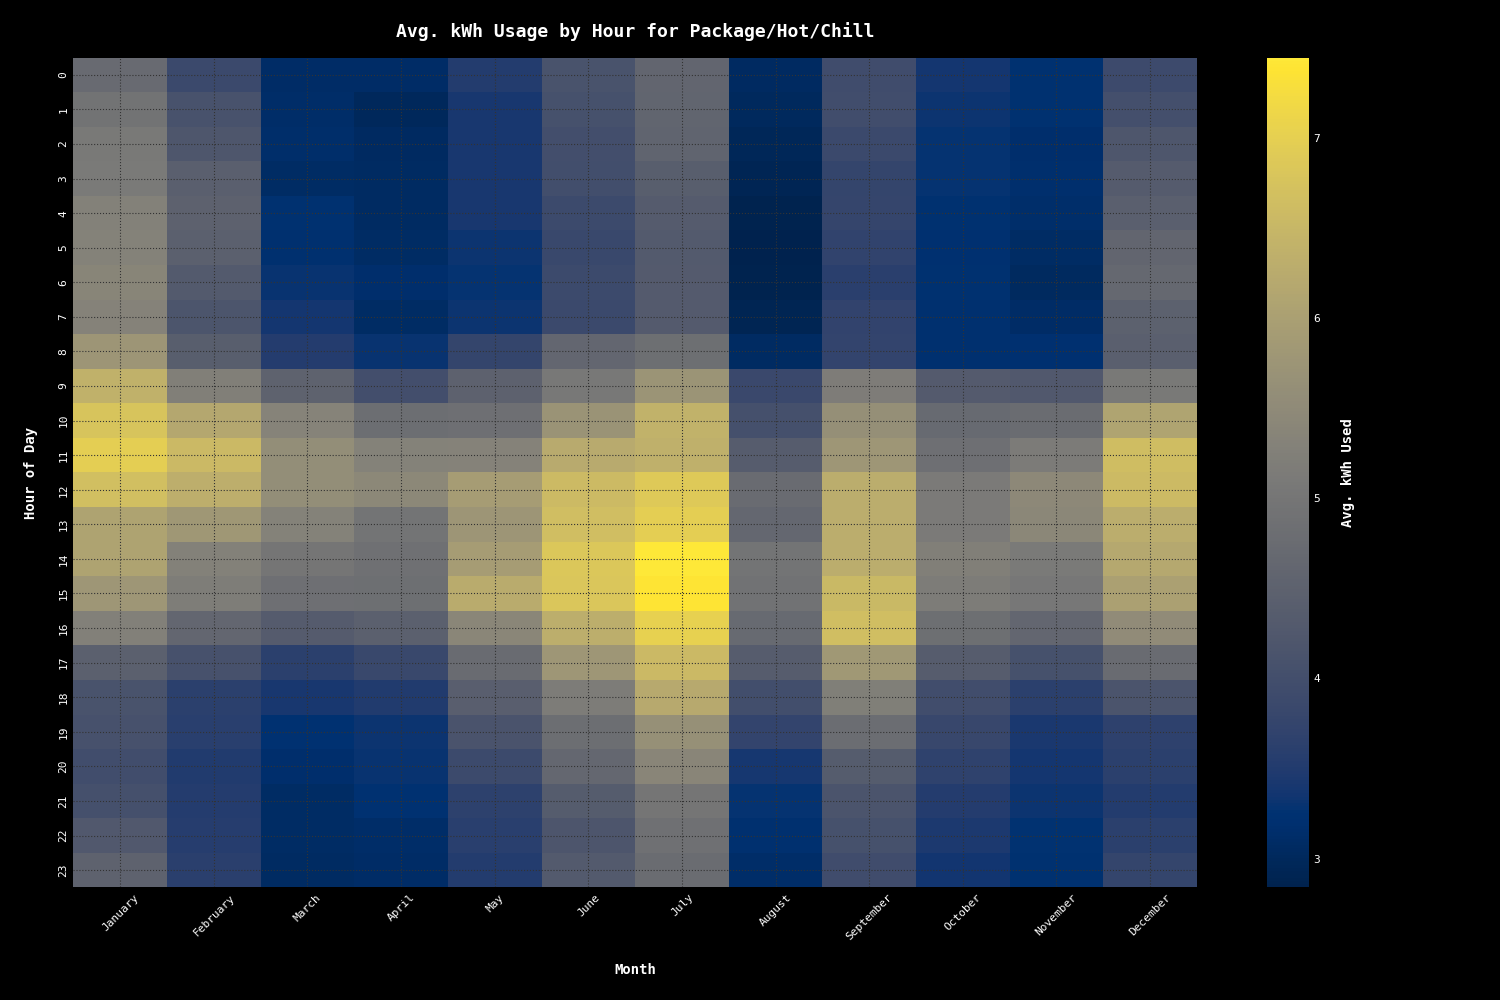 Avg. kWh Usage by Hour for Package/Hot/Chill
Hour of Day
0
1
2
3
4
5
6
7
8
9
10
11
12
13
14
15
16
17
18
19
20
21
22
23
January
February
March
April
May
June
July
August
September
October
November
December
Month
7
6
5
4
3
Avg. kWh Used